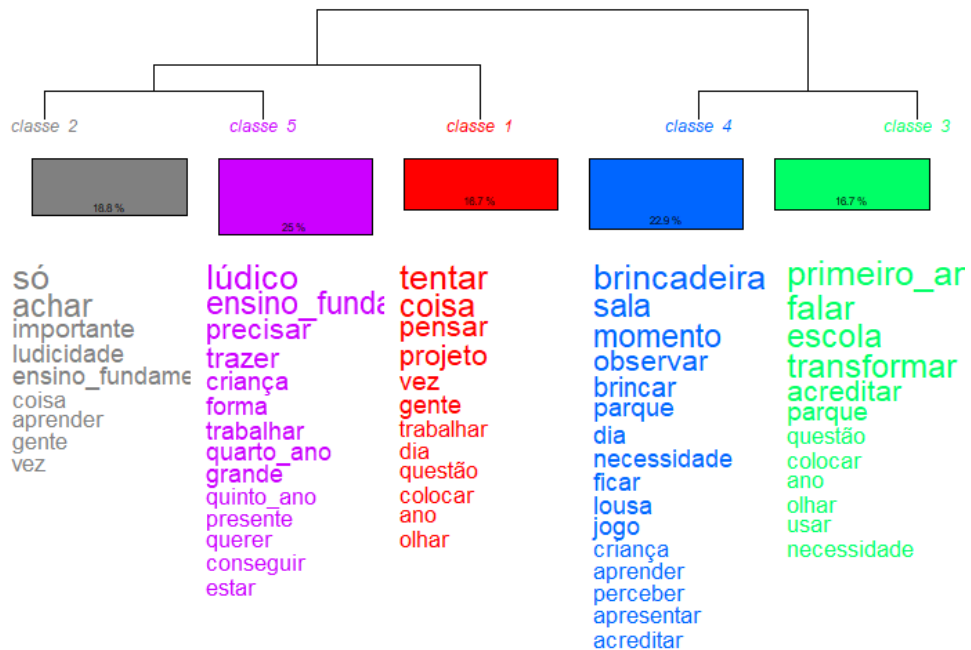 classe 2
classe 5
classe 1
classe 4
classe 3
18.8 %
25 %
16.7 %
22.9 %
16.7 %
só
achar
importante
ludicidade
ensino_fundame
coisa
aprender
gente
vez
lúdico
ensino_funda
precisar
trazer
criança
forma
trabalhar
quarto_ano
grande
quinto_ano
presente
querer
conseguir
estar
tentar
coisa
pensar
projeto
vez
gente
trabalhar
dia
questão
colocar
ano
olhar
brincadeira
sala
momento
observar
brincar
parque
dia
necessidade
ficar
lousa
jogo
criança
aprender
perceber
apresentar
acreditar
primeiro_ar
falar
escola
transformar
acreditar
parque
questão
colocar
ano
olhar
usar
necessidade